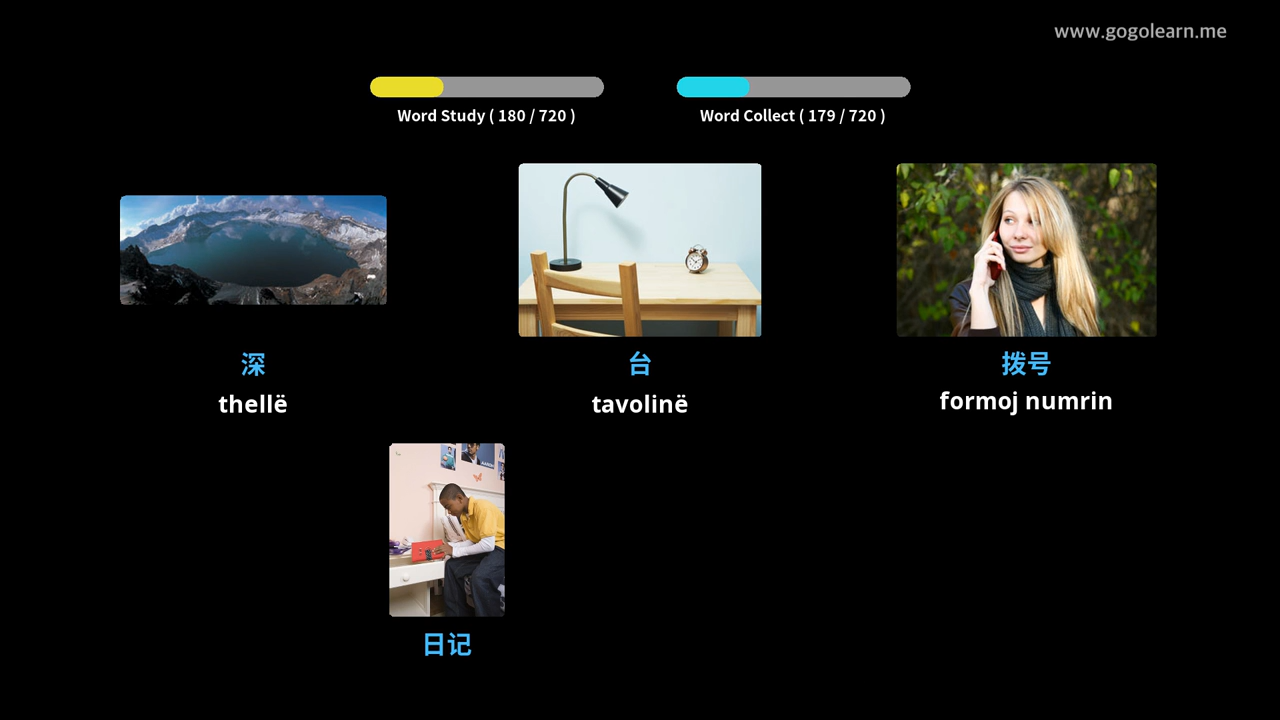 www.gogolearn.me
Word Study ( 180 / 720 )
Word Collect ( 179 / 720 )
深
台
拨号
thellë
tavolinë
formoj numrin
日记